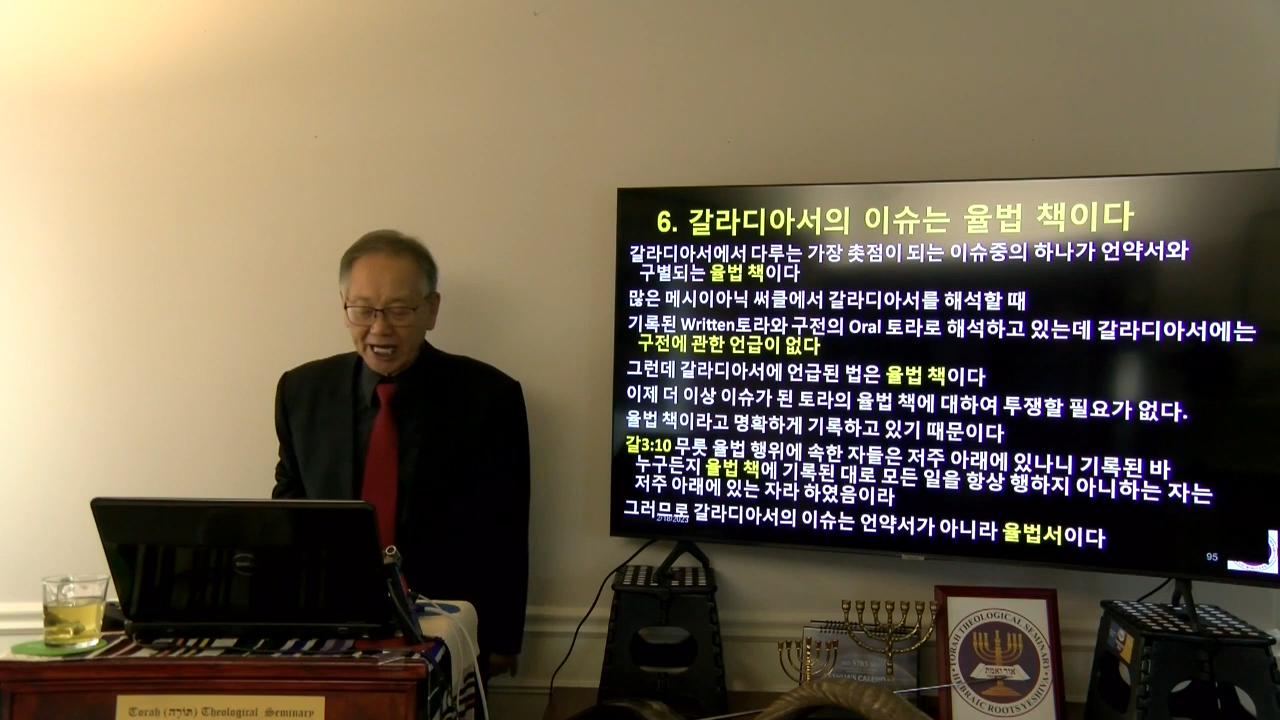 6. 갈라디아서의 이슈는 율법 책이다
갈라디아서에서 다루는 가장 촛점이 되는 이슈중의 하나가 언약서와
구별되는 율법 책이다
많은 메시이아닉 써클에서 갈라디아서를 해석할 때
기록된 Written토라와 구전의 Oral 토라로 해석하고 있는데 갈라디아서에는
구전에 관한 언급이 없다
그런데 갈라디아서에 언급된 법은 율법 책이다
이제 더 이상 이슈가 된 토라의 율법 책에 대하여 투쟁할 필요가 없다.
율법 책이라고 명확하게 기록하고 있기 때문이다
갈3:10 무릇 율법 행위에 속한 자들은 저주 아래에 있나니 기록된 바
누구든지 율법 책에 기록된 대로 모든 일을 항상 행하지 아니하는 자는
저주 아래에 있는 자라 하였음이라
그러므로 갈라디아서의 이슈는 언약서가 아니라 율법서이다
2/18/2023
95
DELL
TORAH THEOLOGICAL SEMINARY
HEBRAIC ROOTS YESHIVA
Torah (תורה) Theological Seminary